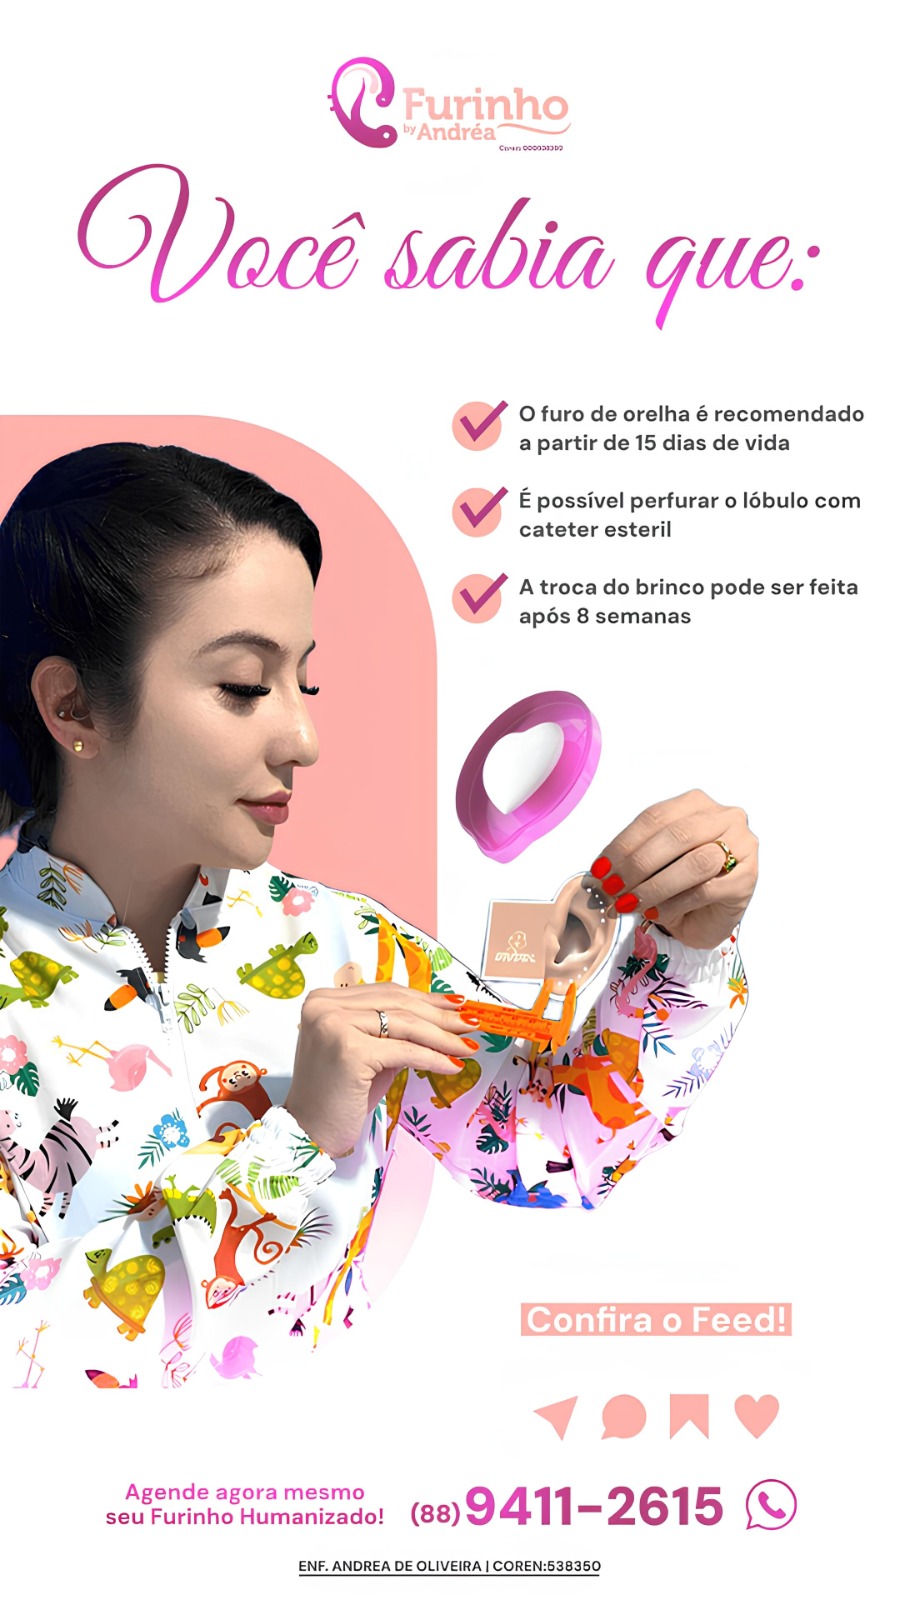 Furinho
by Andréa
Você sabia que:
O furo de orelha é recomendado
a partir de 15 dias de vida
É possível perfurar o lóbulo com
cateter esteril
A troca do brinco pode ser feita
após 8 semanas
Confira o Feed!
Agende agora mesmo
seu Furinho Humanizado!
(88) 9411-2615
ENF. ANDREA DE OLIVEIRA | COREN:538350